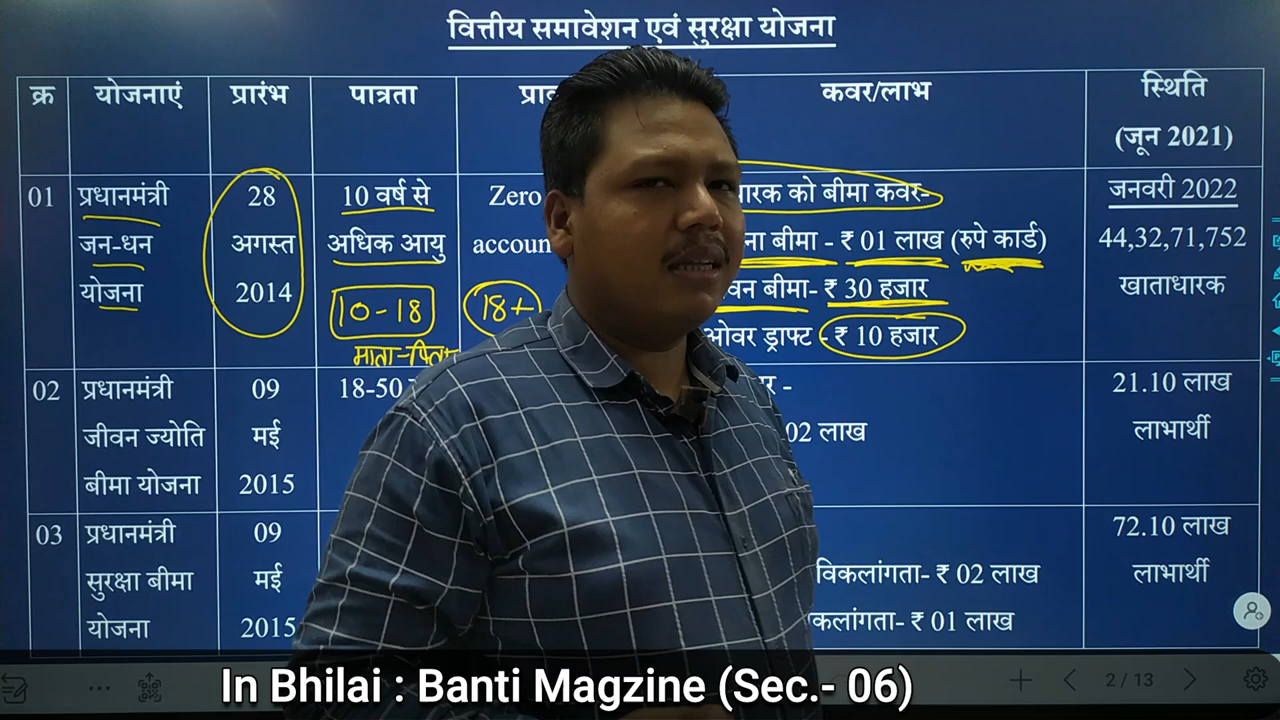 वित्तीय समावेशन एवं सुरक्षा योजना
क्र योजनाएं प्रारंभ पात्रता कवर/लाभ स्थिति
(जून 2021)
01 प्रधानमंत्री 28 10 वर्ष से Zero को बीमा कवर- जनवरी 2022
जन-धन अगस्त अधिक आयु बीमा - ₹ 01 लाख (रुपे कार्ड) 44,32,71,752
योजना 2014 10-18 18+ बीमा- ₹ 30 हजार खाताधारक
माता-पिता ओवर ड्राफ्ट - ₹ 10 हजार
02 प्रधानमंत्री 09 18-50 - 21.10 लाख
जीवन ज्योति मई 02 लाख लाभार्थी
बीमा योजना 2015
03 प्रधानमंत्री 09 72.10 लाख
सुरक्षा बीमा मई विकलांगता- ₹ 02 लाख लाभार्थी
योजना 2015 ₹ 01 लाख
2 / 13
In Bhilai : Banti Magzine (Sec.- 06)